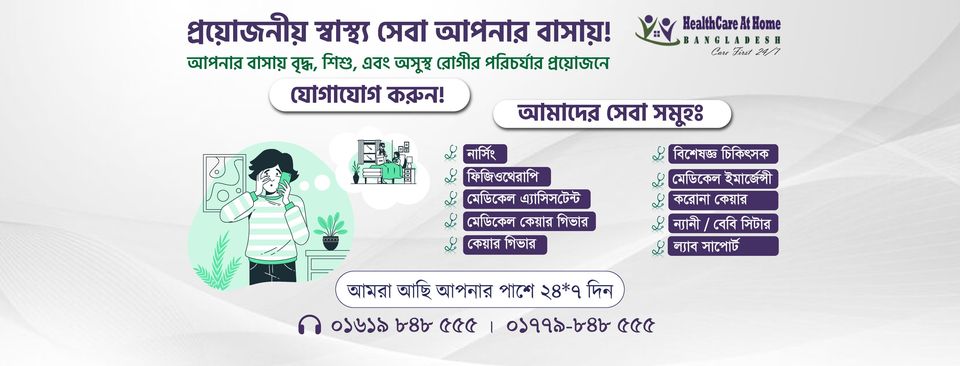 প্রয়োজনীয় স্বাস্থ্য সেবা আপনার বাসায়!
আপনার বাসায় বৃদ্ধ, শিশু, এবং অসুস্থ রোগীর পরিচর্যার প্রয়োজনে
যোগাযোগ করুন!
HealthCare At Home
BANGLADESH
Care First 24/7
আমাদের সেবা সমুহঃ
নার্সিং
ফিজিওথেরাপি
মেডিকেল এ্যাসিসটেন্ট
মেডিকেল কেয়ার গিভার
কেয়ার গিভার
বিশেষজ্ঞ চিকিৎসক
মেডিকেল ইমার্জেন্সী
করোনা কেয়ার
ন্যানী / বেবি সিটার
ল্যাব সাপোর্ট
আমরা আছি আপনার পাশে ২৪*৭ দিন
০১৬১৯ ৮৪৮ ৫৫৫ । ০১৭৭৯-৮৪৮ ৫৫৫